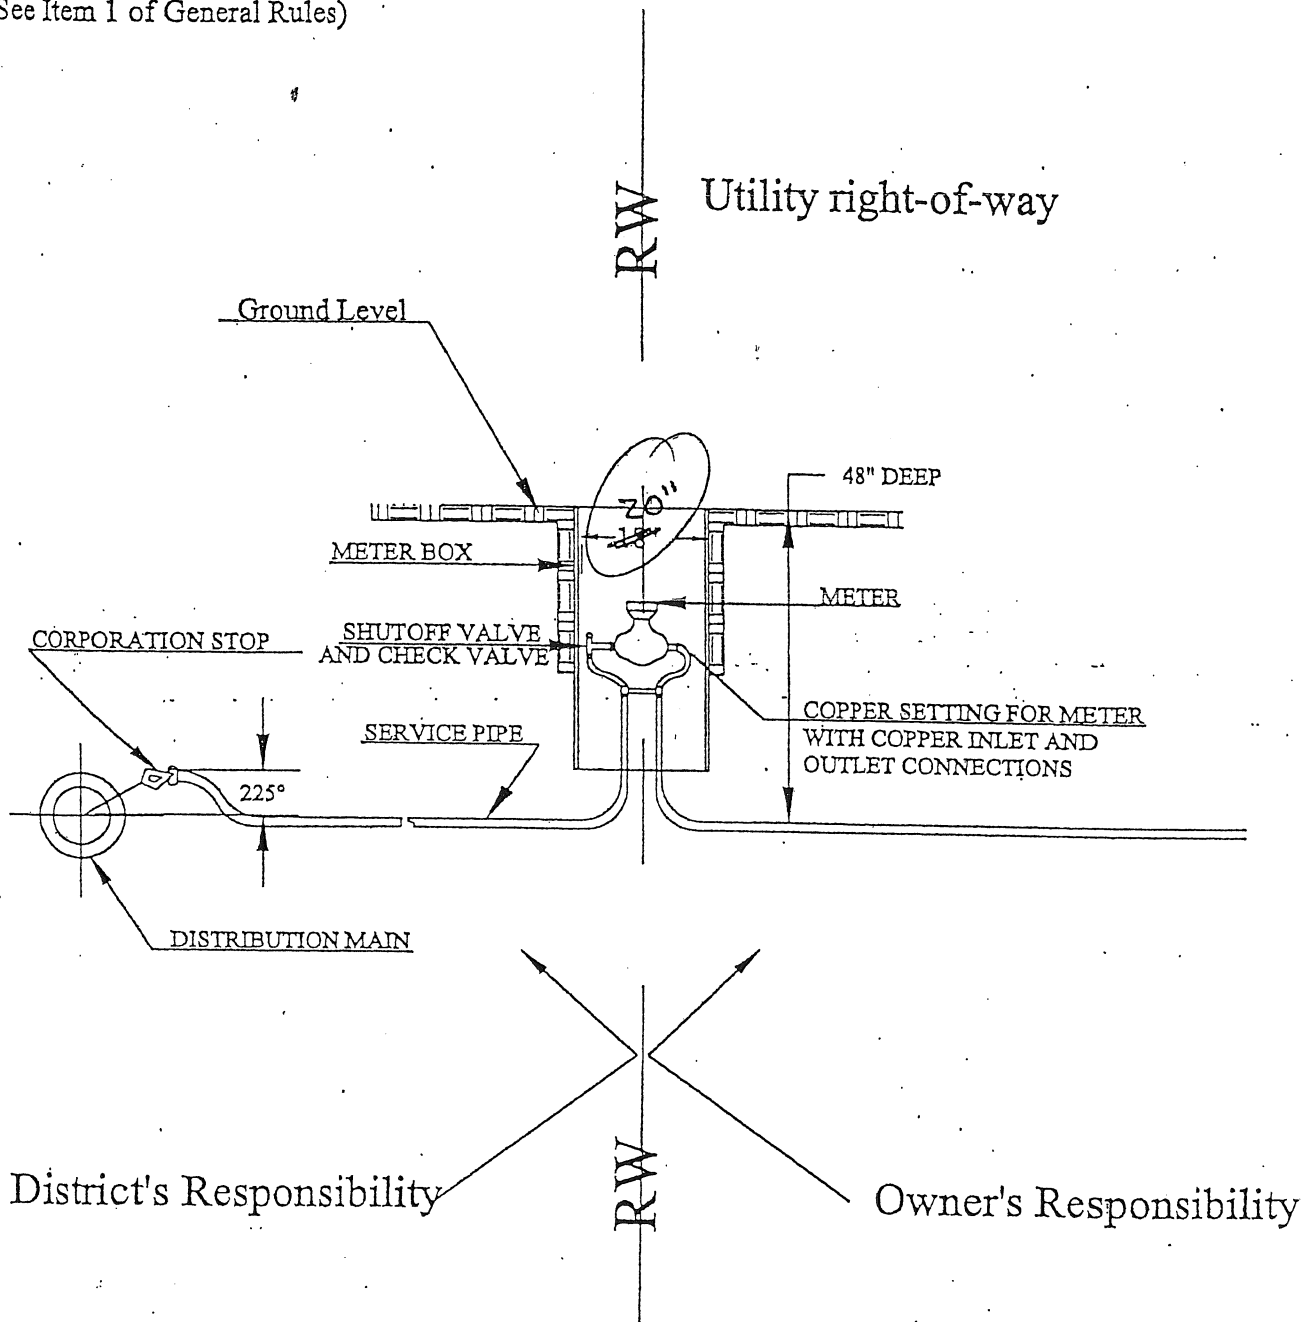 See Item 1 of General Rules)
RW
Utility right-of-way
Ground Level
48" DEEP
20"
METER BOX
METER
CORPORATION STOP
SHUTOFF VALVE
AND CHECK VALVE
COPPER SETTING FOR METER
WITH COPPER INLET AND
OUTLET CONNECTIONS
SERVICE PIPE
225°
DISTRIBUTION MAIN
RW
District's Responsibility
Owner's Responsibility